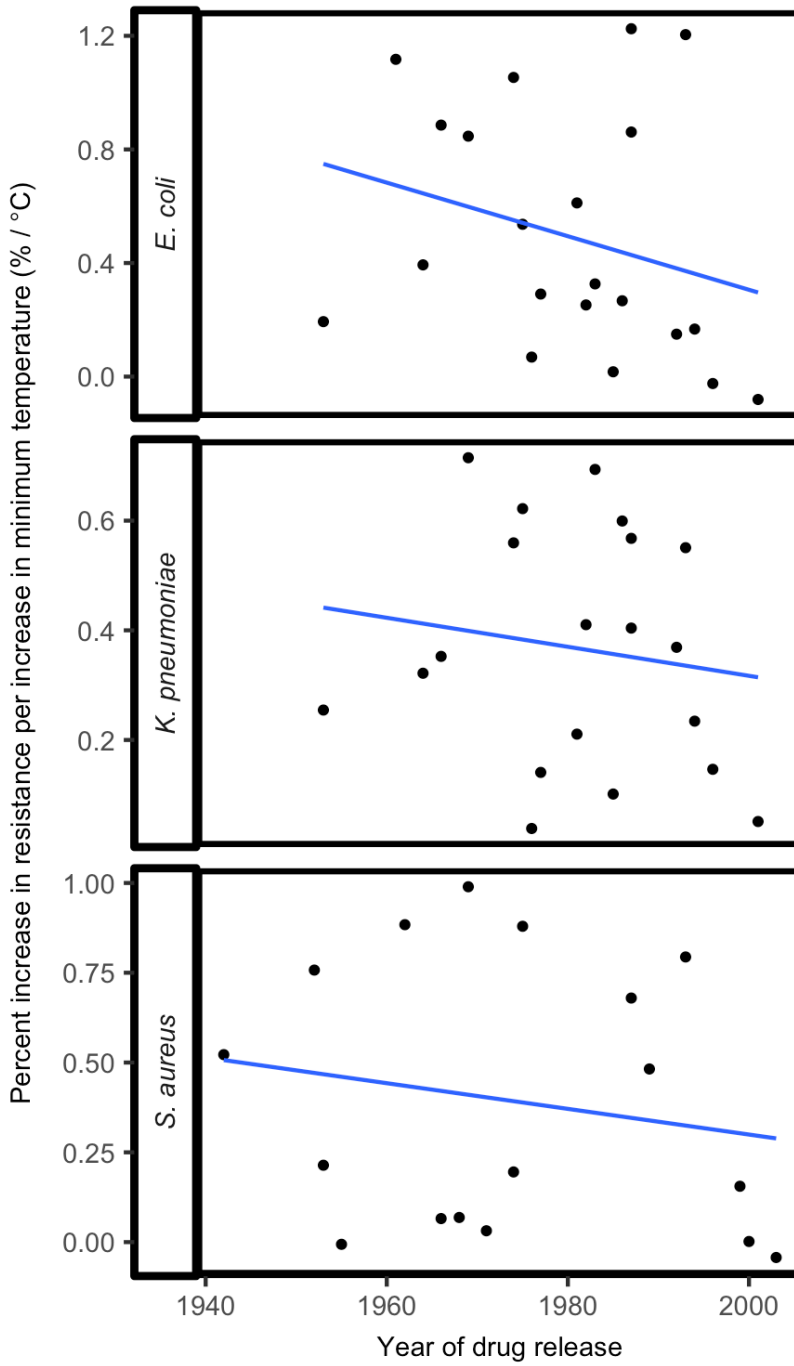 Percent increase in resistance per increase in minimum temperature (% / °C)
E. coli
1.2
0.8
0.4
0.0
K. pneumoniae
0.6
0.4
0.2
S. aureus
1.00
0.75
0.50
0.25
0.00
1940 1960 1980 2000
Year of drug release